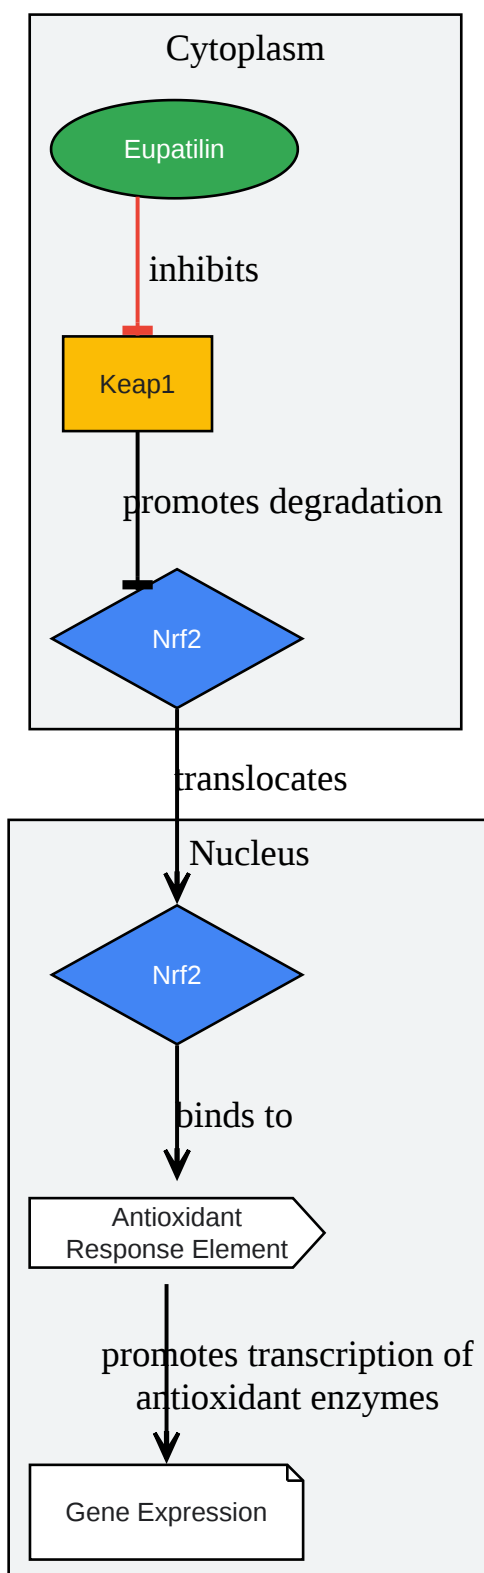 Cytoplasm
Eupatilin
inhibits
Keap1
promotes degradation
Nrf2
translocates
Nucleus
Nrf2
binds to
Antioxidant
Response Element
promotes transcription of
antioxidant enzymes
Gene Expression